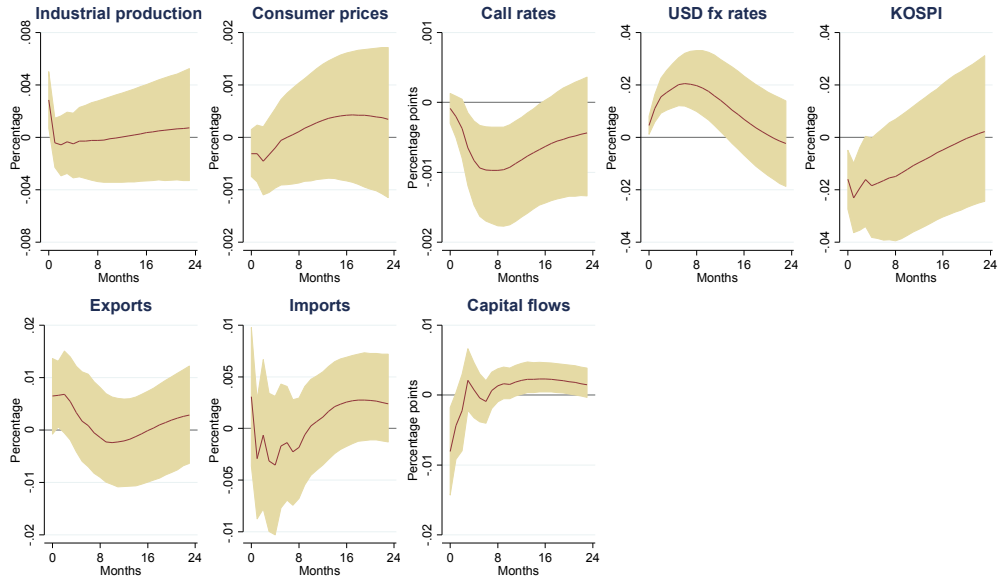 Industrial production
Percentage
.008
.004
0
-.004
-.008
0 8 16 24
Months
Consumer prices
Percentage
.002
.001
0
-.001
-.002
0 8 16 24
Months
Call rates
Percentage points
.001
0
-.001
-.002
0 8 16 24
Months
USD fx rates
Percentage
.04
.02
0
-.02
-.04
0 8 16 24
Months
KOSPI
Percentage
.04
.02
0
-.02
-.04
0 8 16 24
Months
Exports
Percentage
.02
.01
0
-.01
-.02
0 8 16 24
Months
Imports
Percentage
.01
.005
0
-.005
-.01
0 8 16 24
Months
Capital flows
Percentage points
.01
0
-.01
-.02
0 8 16 24
Months